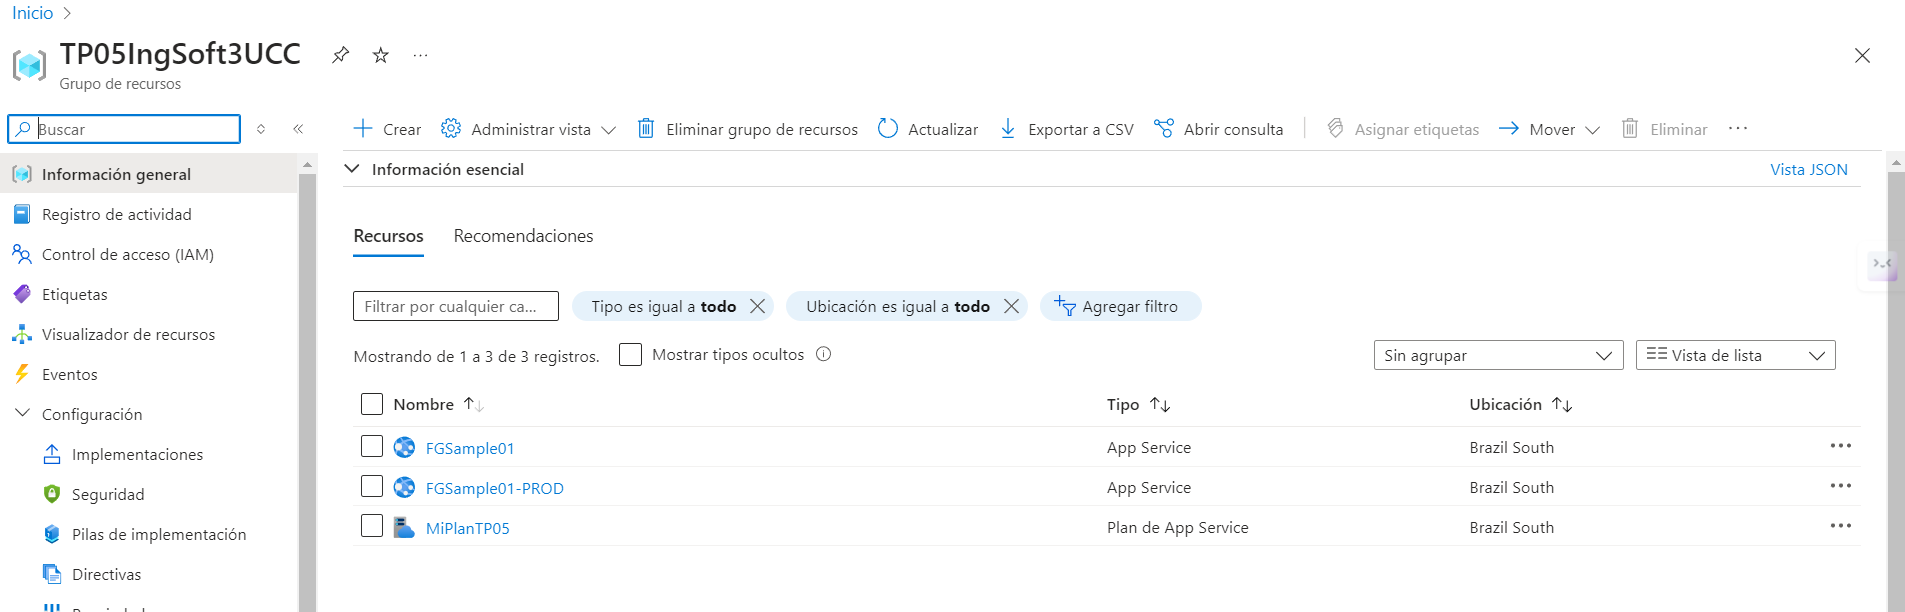 Inicio
TP05IngSoft3UCC
Grupo de recursos
Buscar
Crear Administrar vista Eliminar grupo de recursos Actualizar Exportar a CSV Abrir consulta Asignar etiquetas Mover Eliminar
Información general
Registro de actividad
Control de acceso (IAM)
Etiquetas
Visualizador de recursos
Eventos
Configuración
Implementaciones
Seguridad
Pilas de implementación
Directivas
Información esencial Vista JSON
Recursos Recomendaciones
Filtrar por cualquier ca... Tipo es igual a todo Ubicación es igual a todo Agregar filtro
Mostrando de 1 a 3 de 3 registros. Mostrar tipos ocultos Sin agrupar Vista de lista
Nombre Tipo Ubicación
FGSample01 App Service Brazil South
FGSample01-PROD App Service Brazil South
MiPlanTP05 Plan de App Service Brazil South